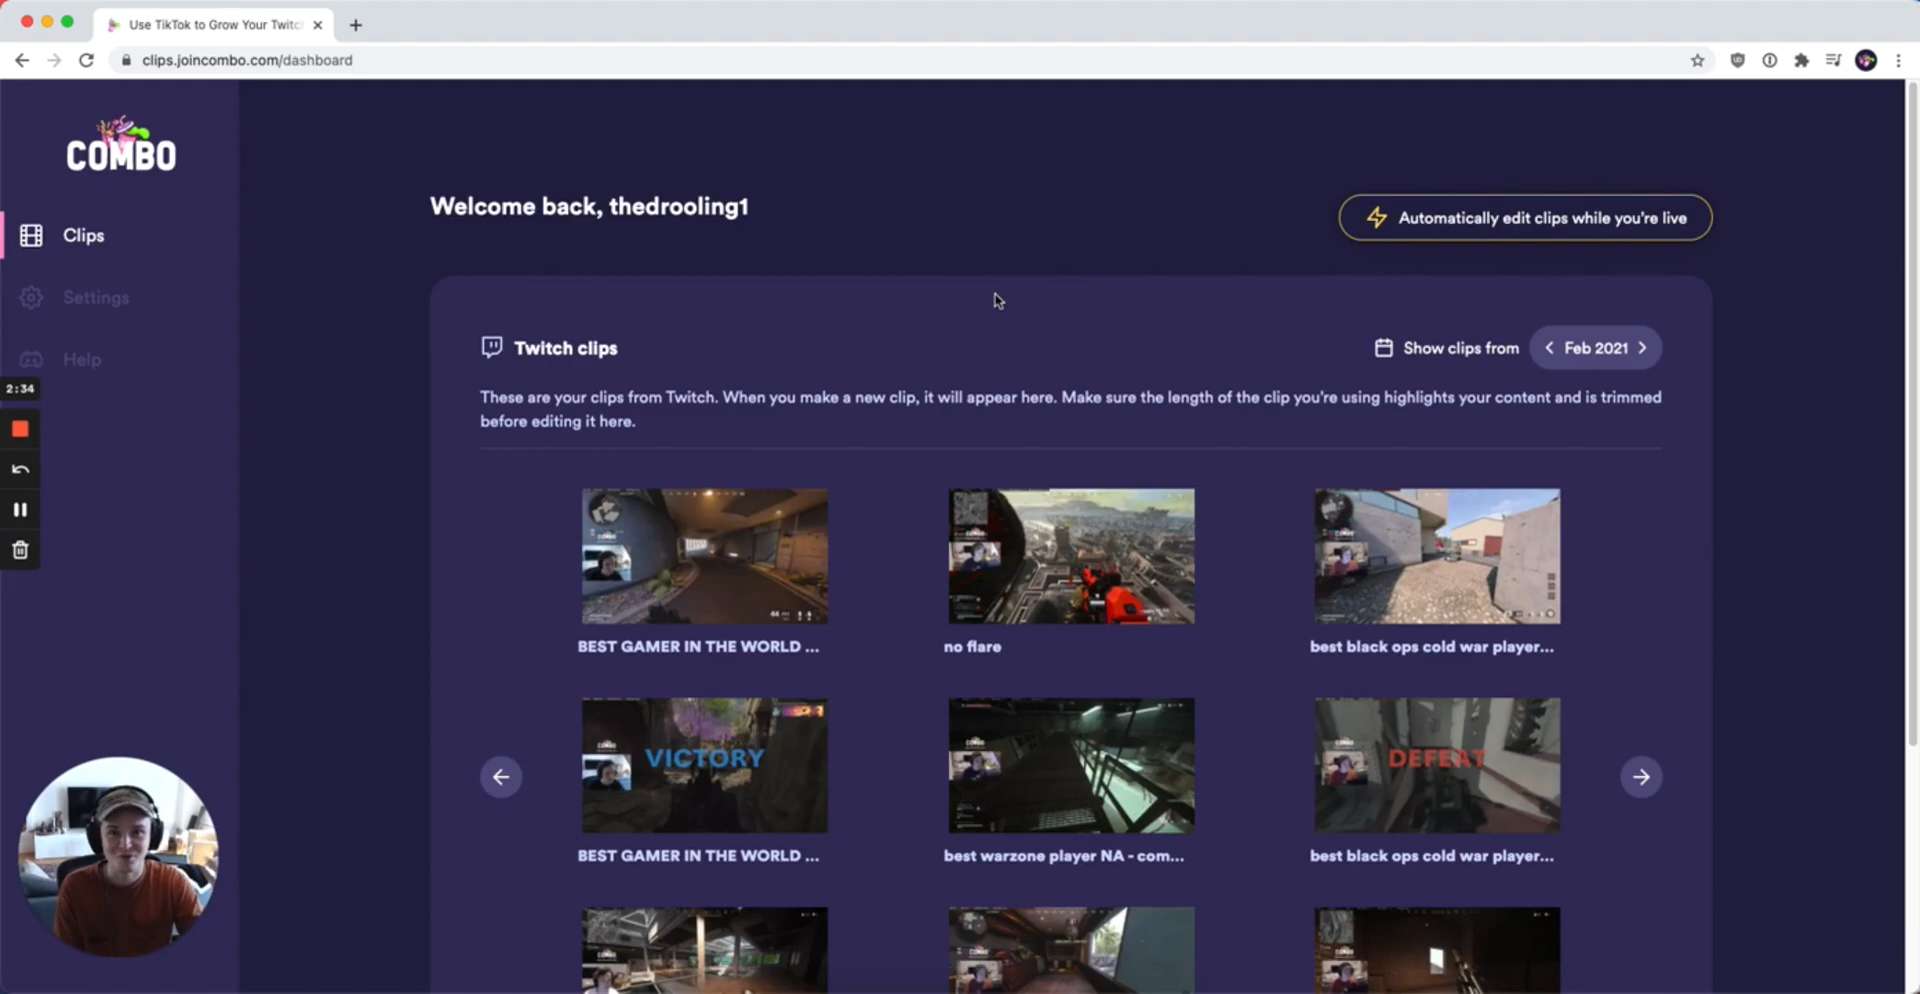 Use TikTok to Grow Your Twitc
clips.joincombo.com/dashboard
COMBO
Clips
Settings
Help
2:34
Welcome back, thedrooling1
Automatically edit clips while you're live
Twitch clips
Show clips from
Feb 2021
These are your clips from Twitch. When you make a new clip, it will appear here. Make sure the length of the clip you're using highlights your content and is trimmed
before editing it here.
BEST GAMER IN THE WORLD ...
no flare
best black ops cold war player...
VICTORY
DEFEAT
BEST GAMER IN THE WORLD ...
best warzone player NA - com...
best black ops cold war player...